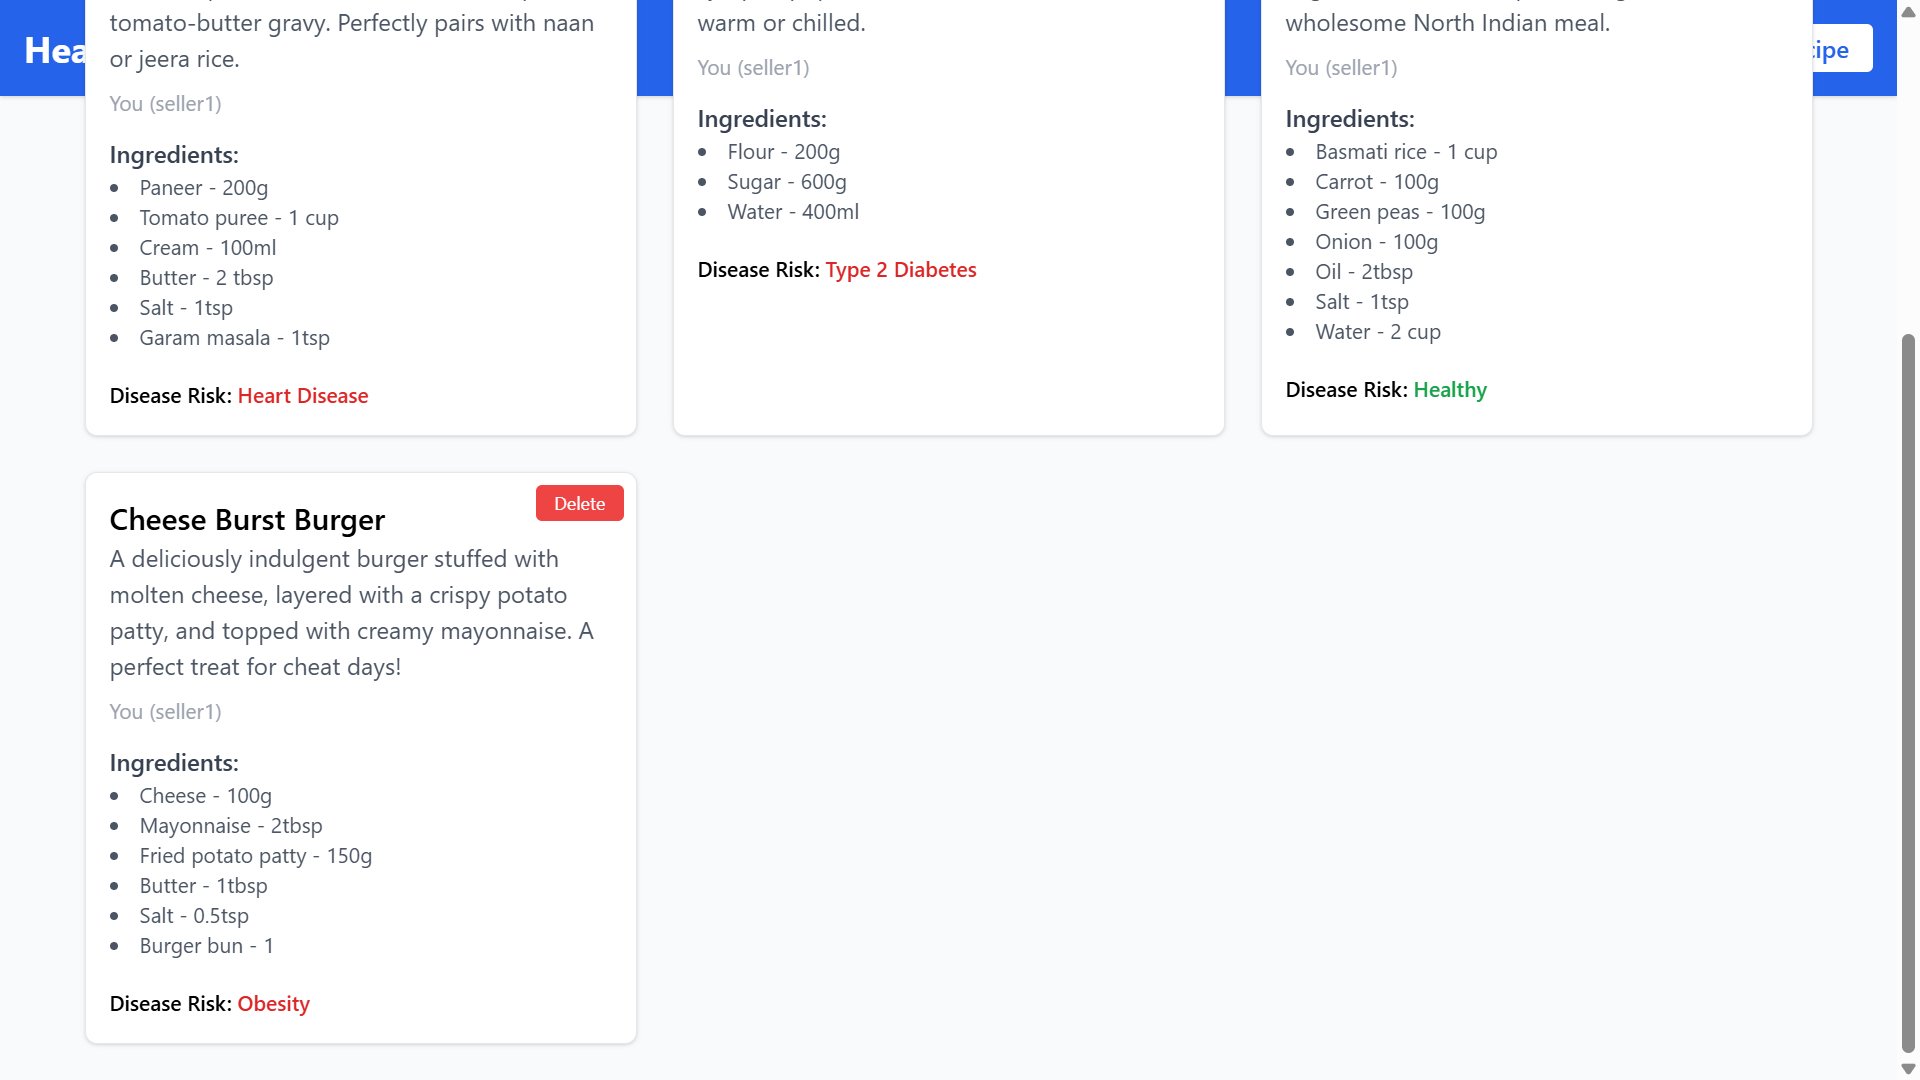 tomato-butter gravy. Perfectly pairs with naan
or jeera rice.
You (seller1)
Ingredients:
Paneer - 200g
Tomato puree - 1 cup
Cream - 100ml
Butter - 2 tbsp
Salt - 1tsp
Garam masala - 1tsp
Disease Risk: Heart Disease
warm or chilled.
You (seller1)
Ingredients:
Flour - 200g
Sugar - 600g
Water - 400ml
Disease Risk: Type 2 Diabetes
wholesome North Indian meal.
You (seller1)
Ingredients:
Basmati rice - 1 cup
Carrot - 100g
Green peas - 100g
Onion - 100g
Oil - 2tbsp
Salt - 1tsp
Water - 2 cup
Disease Risk: Healthy
Delete
Cheese Burst Burger
A deliciously indulgent burger stuffed with
molten cheese, layered with a crispy potato
patty, and topped with creamy mayonnaise. A
perfect treat for cheat days!
You (seller1)
Ingredients:
Cheese - 100g
Mayonnaise - 2tbsp
Fried potato patty - 150g
Butter - 1tbsp
Salt - 0.5tsp
Burger bun - 1
Disease Risk: Obesity